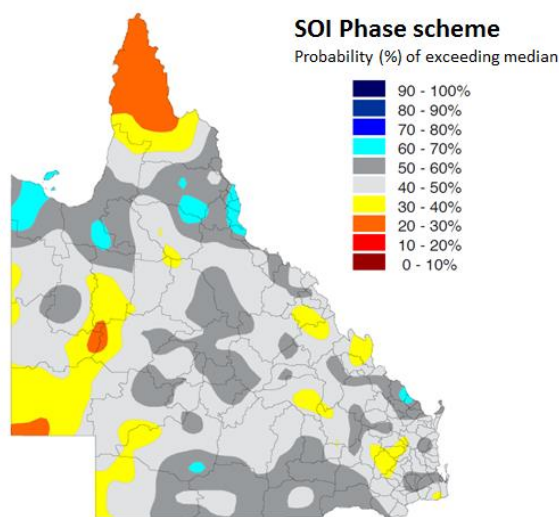 SOI Phase scheme
Probability (%) of exceeding median
90 - 100%
80 - 90%
70 - 80%
60 - 70%
50 - 60%
40 - 50%
30 - 40%
20 - 30%
10 - 20%
0 - 10%